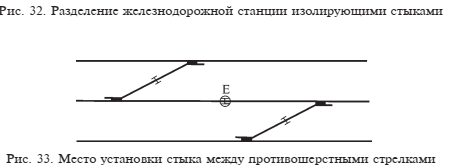 Рис. 32. Разделение железнодорожной станции изолирующими стыками
E
Рис. 33. Место установки стыка между противошерстными стрелками